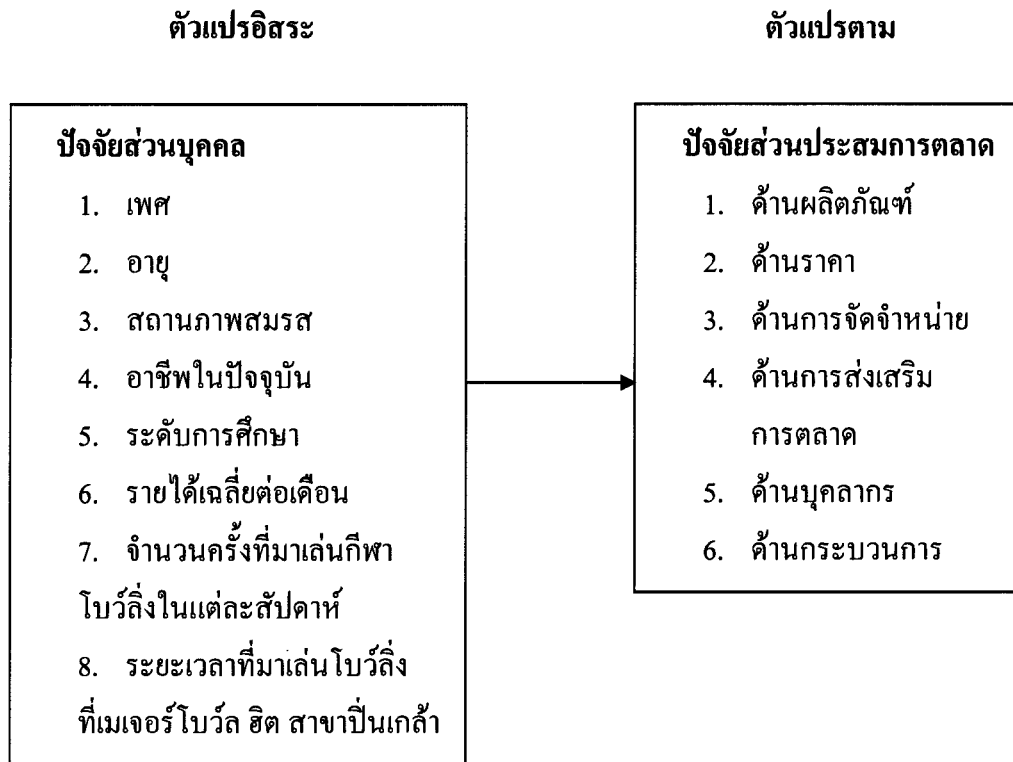 ตัวแปรอิสระ
ตัวแปรตาม
ปัจจัยส่วนบุคคล
1. เพศ
2. อายุ
3. สถานภาพสมรส
4. อาชีพในปัจจุบัน
5. ระดับการศึกษา
6. รายได้เฉลี่ยต่อเดือน
7. จำนวนครั้งที่มาเล่นกีฬา
โบว์ลิ่งในแต่ละสัปดาห์
8. ระยะเวลาที่มาเล่นโบว์ลิ่ง
ที่เมเจอร์โบว์ล ฮิต สาขาปิ่นเกล้า
ปัจจัยส่วนประสมการตลาด
1. ด้านผลิตภัณฑ์
2. ด้านราคา
3. ด้านการจัดจำหน่าย
4. ด้านการส่งเสริม
การตลาด
5. ด้านบุคลากร
6. ด้านกระบวนการ